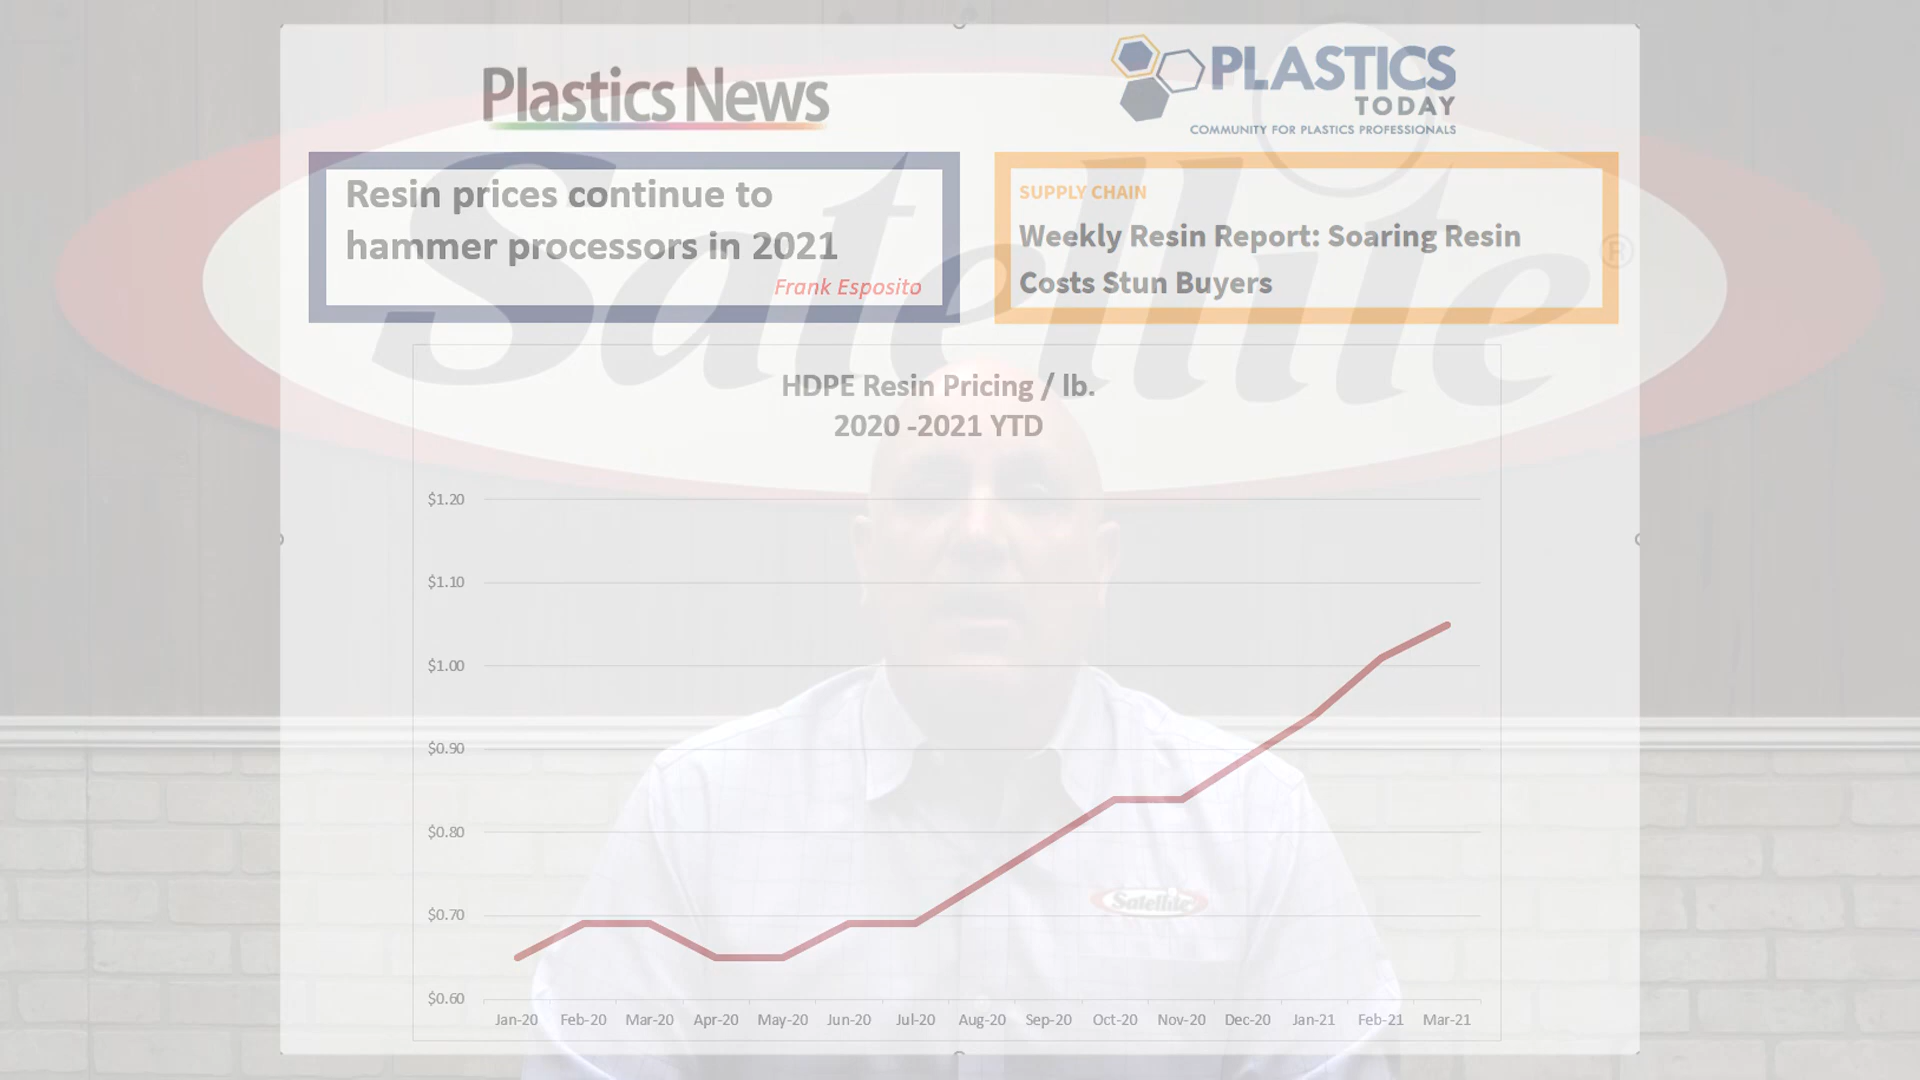 Plastics News
PLASTICS
TODAY
COMMUNITY FOR PLASTICS PROFESSIONALS
Resin prices continue to
hammer processors in 2021
Frank Esposito
SUPPLY CHAIN
Weekly Resin Report: Soaring Resin
Costs Stun Buyers
Satellite®
HDPE Resin Pricing / lb.
2020 -2021 YTD
$1.20
$1.10
$1.00
$0.90
$0.80
$0.70
$0.60
Jan-20 Feb-20 Mar-20 Apr-20 May-20 Jun-20 Jul-20 Aug-20 Sep-20 Oct-20 Nov-20 Dec-20 Jan-21 Feb-21 Mar-21
Satellite